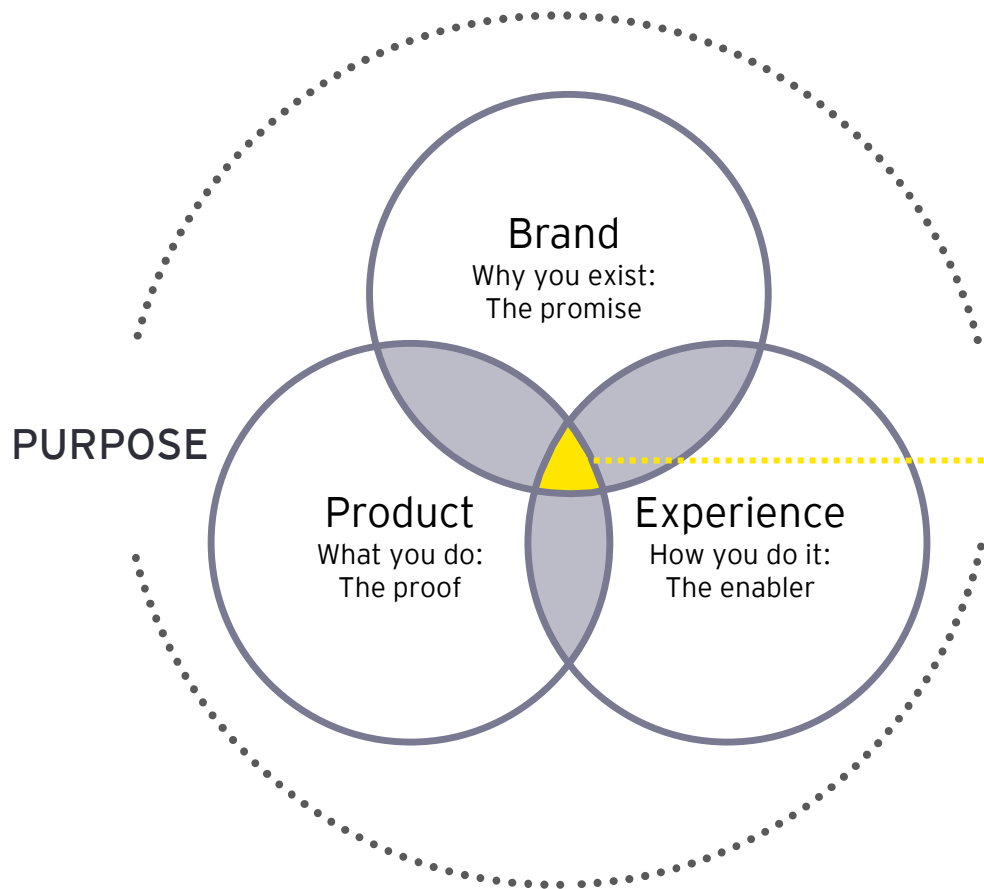 Brand
Why you exist:
The promise
PURPOSE
Product
What you do:
The proof
Experience
How you do it:
The enabler